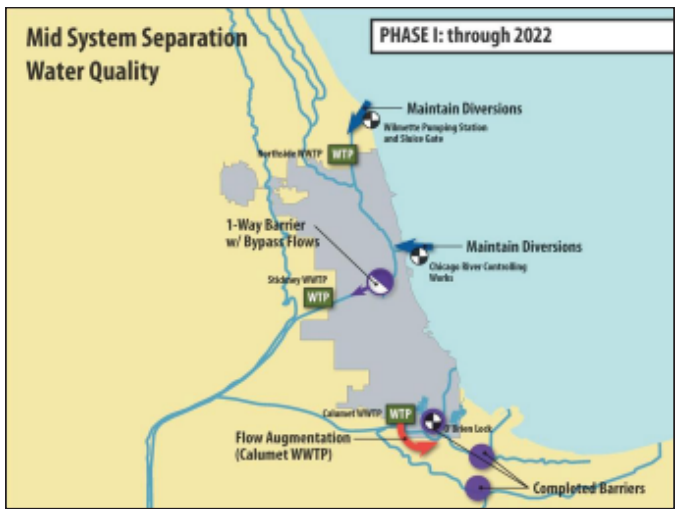 Mid System Separation
Water Quality
PHASE I: through 2022
Maintain Diversions
Wilmette Pumping Station
and Sluice Gate
Northside WWTP
WTP
1-Way Barrier
w/ Bypass Flows
Maintain Diversions
Chicago River Controlling
Works
Stickney WWTP
WTP
Calumet WWTP
WTP
O'Brien Lock
Flow Augmentation
(Calumet WWTP)
Completed Barriers